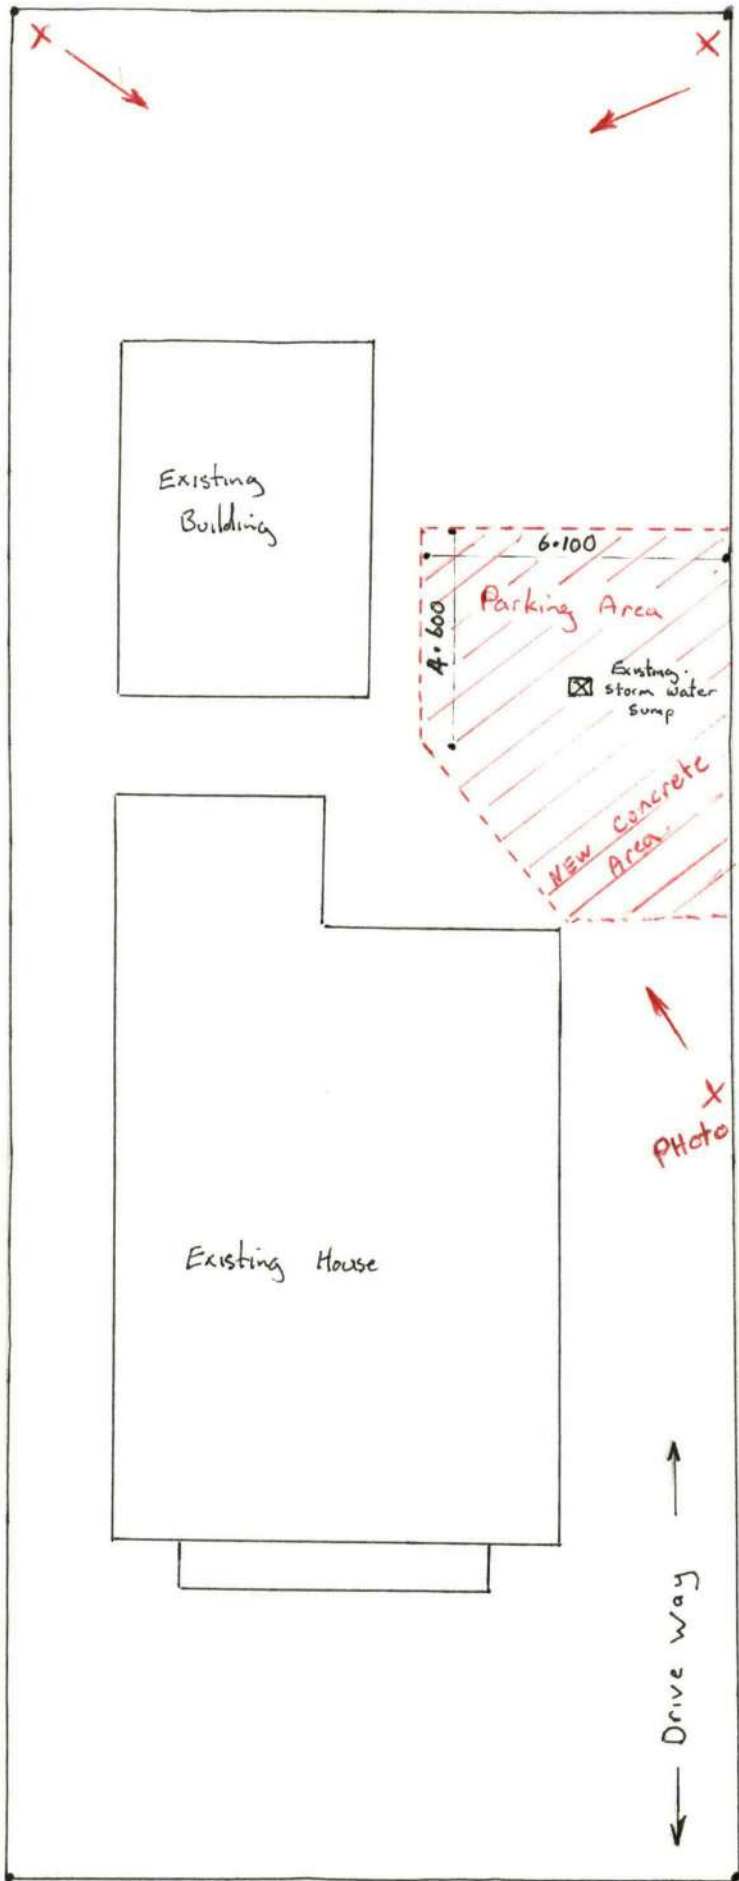 X
X
Existing
Building
6.100
Parking Area
4.600
Existing.
storm water
sump
NEW Concrete
Area.
X
PHOTO
Existing House
Drive Way